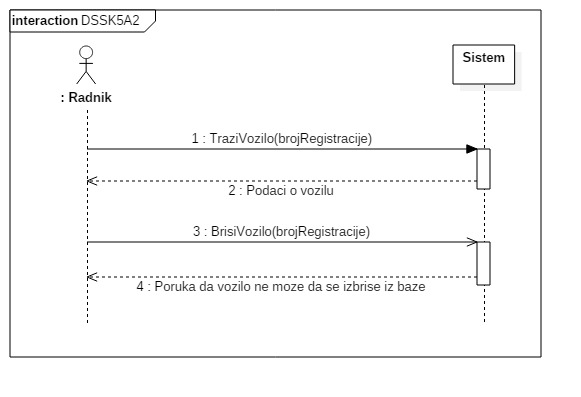 interaction DSSK5A2
Sistem
: Radnik
1 : TraziVozilo(brojRegistracije)
2 : Podaci o vozilu
3 : BrisiVozilo(brojRegistracije)
4 : Poruka da vozilo ne moze da se izbrise iz baze